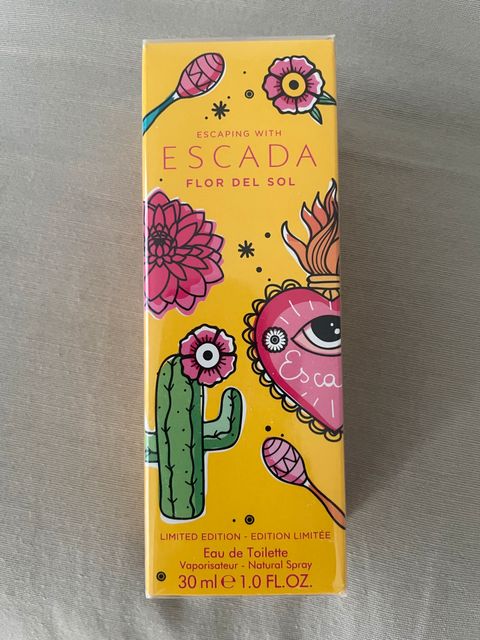 ESCAPING WITH
ESCADA
FLOR DEL SOL
Esca
LIMITED EDITION - EDITION LIMITÉE
Eau de Toilette
Vaporisateur - Natural Spray
30 ml e 1.0 FL.OZ.